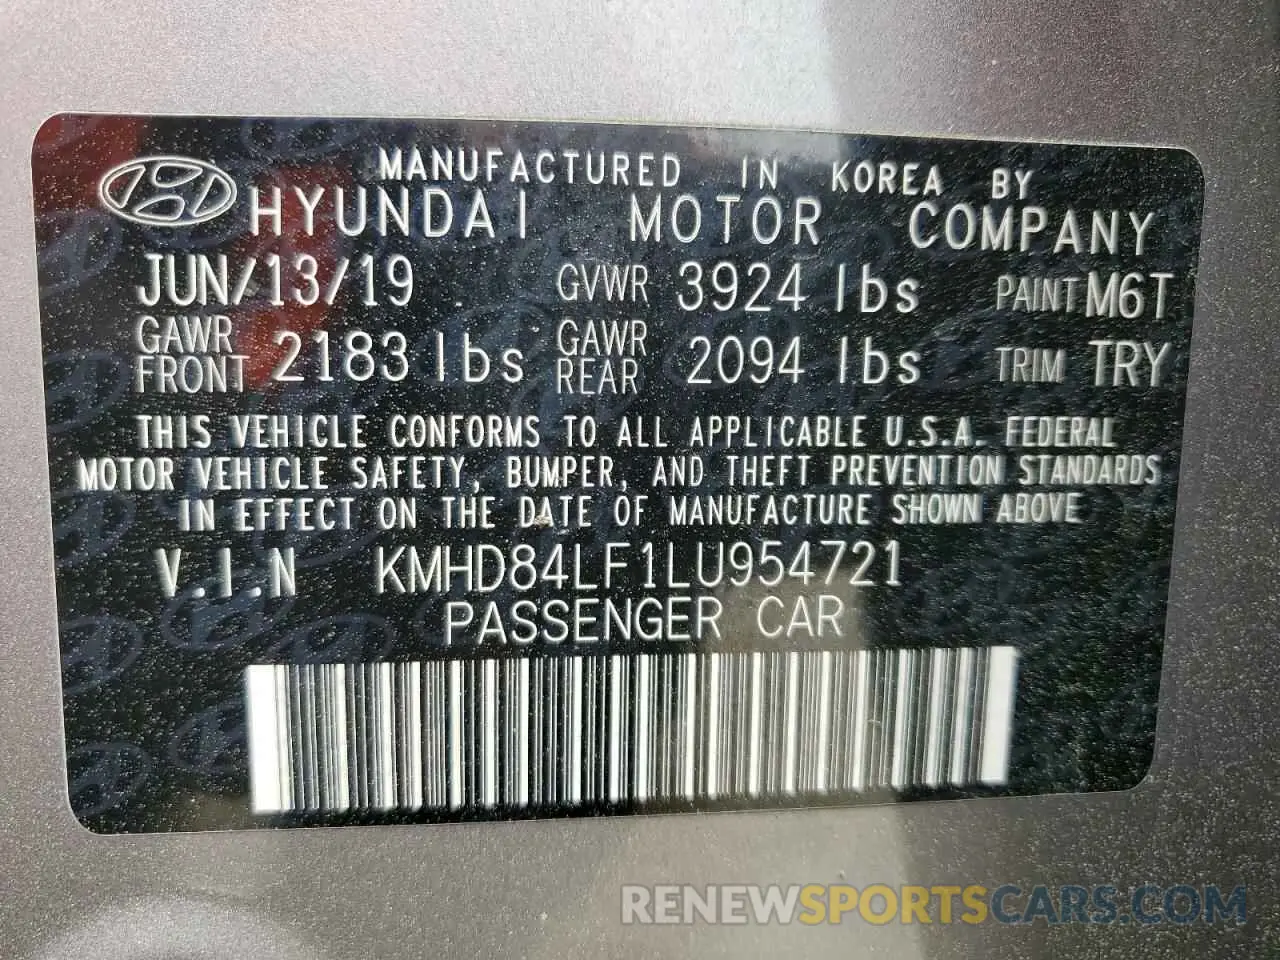 MANUFACTURED IN KOREA BY
HYUNDAI MOTOR COMPANY
JUN/13/19 GVWR 3924 lbs PAINT M6T
GAWR FRONT 2183 lbs GAWR REAR 2094 lbs TRIM TRY
THIS VEHICLE CONFORMS TO ALL APPLICABLE U.S.A. FEDERAL
MOTOR VEHICLE SAFETY, BUMPER, AND THEFT PREVENTION STANDARDS
IN EFFECT ON THE DATE OF MANUFACTURE SHOWN ABOVE
V.I.N KMHD84LF1LU954721
PASSENGER CAR
RENEWSPORTSCARS.COM